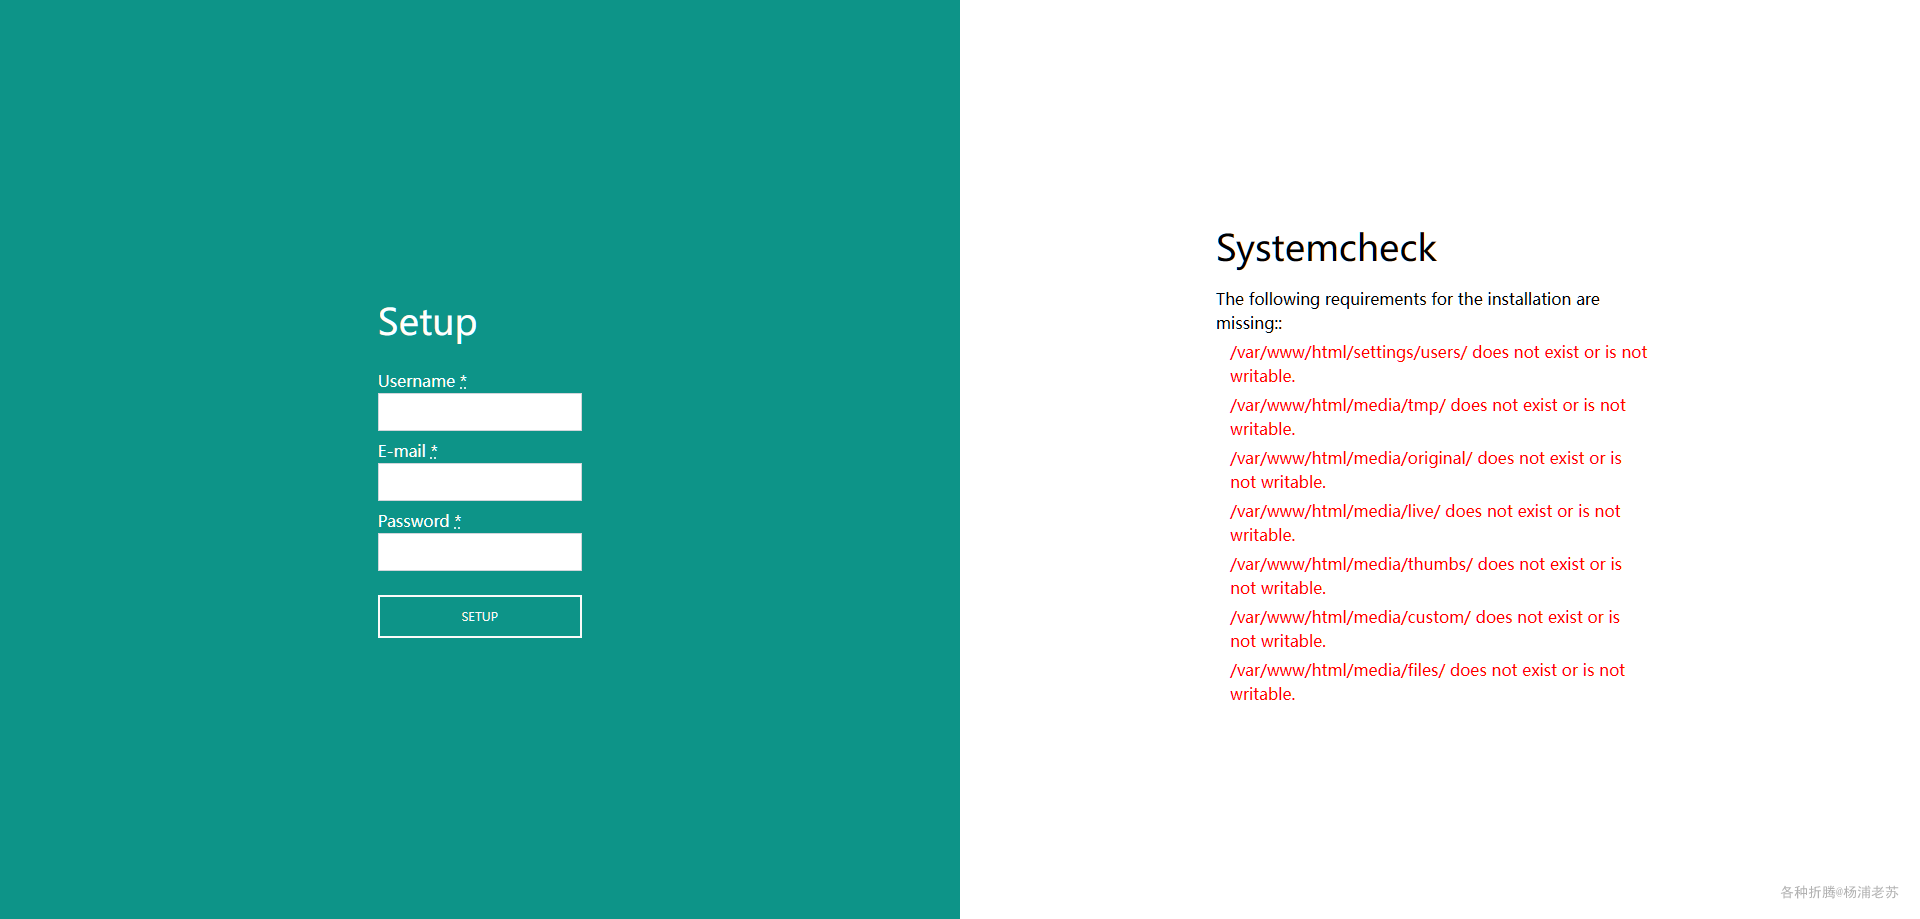 Setup
Username *
E-mail *
Password *
SETUP
Systemcheck
The following requirements for the installation are
missing::
/var/www/html/settings/users/ does not exist or is not
writable.
/var/www/html/media/tmp/ does not exist or is not
writable.
/var/www/html/media/original/ does not exist or is
not writable.
/var/www/html/media/live/ does not exist or is not
writable.
/var/www/html/media/thumbs/ does not exist or is
not writable.
/var/www/html/media/custom/ does not exist or is
not writable.
/var/www/html/media/files/ does not exist or is not
writable.
各种折腾@杨浦老苏